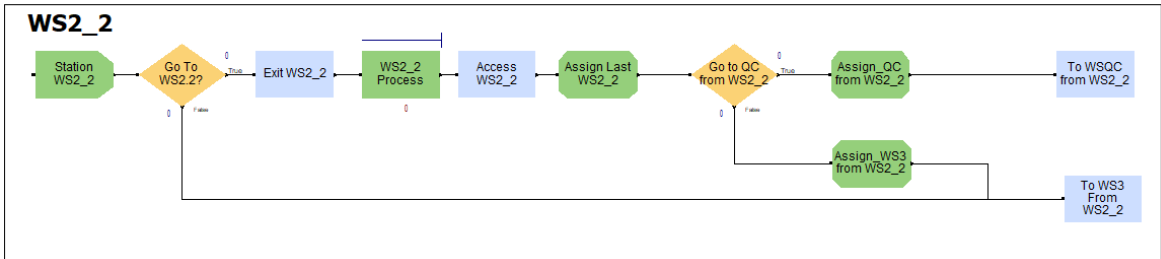 WS2_2
Station
WS2_2
Go To
WS2.2?
0
True
0
False
Exit WS2_2
WS2_2
Process
0
Access
WS2_2
Assign Last
WS2_2
Go to QC
from WS2_2
0
True
0
False
Assign_QC
from WS2_2
To WSQC
from WS2_2
Assign_WS3
from WS2_2
To WS3
From
WS2_2